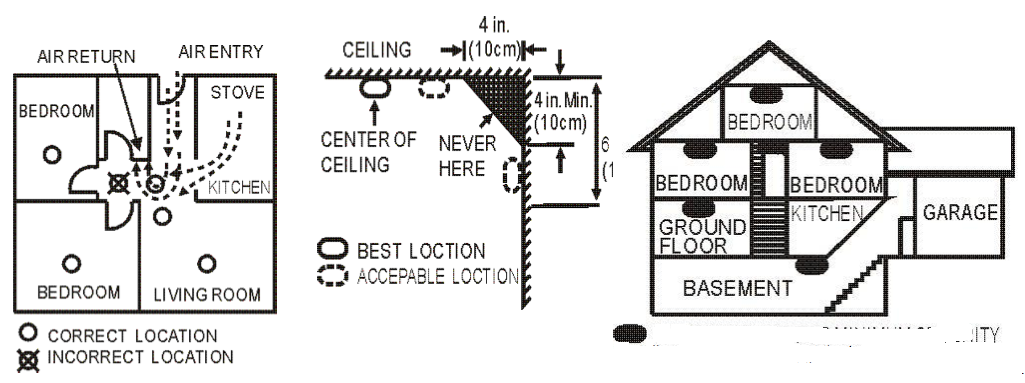 AIR RETURN
AIR ENTRY
BEDROOM
STOVE
KITCHEN
BEDROOM
LIVING ROOM
CORRECT LOCATION
INCORRECT LOCATION
4 in.
(10cm)
CEILING
CENTER OF
CEILING
NEVER
HERE
4 in. Min.
(10cm)
6
(1
BEST LOCTION
ACCEPABLE LOCTION
BEDROOM
BEDROOM
BEDROOM
KITCHEN
GROUND
FLOOR
GARAGE
BASEMENT